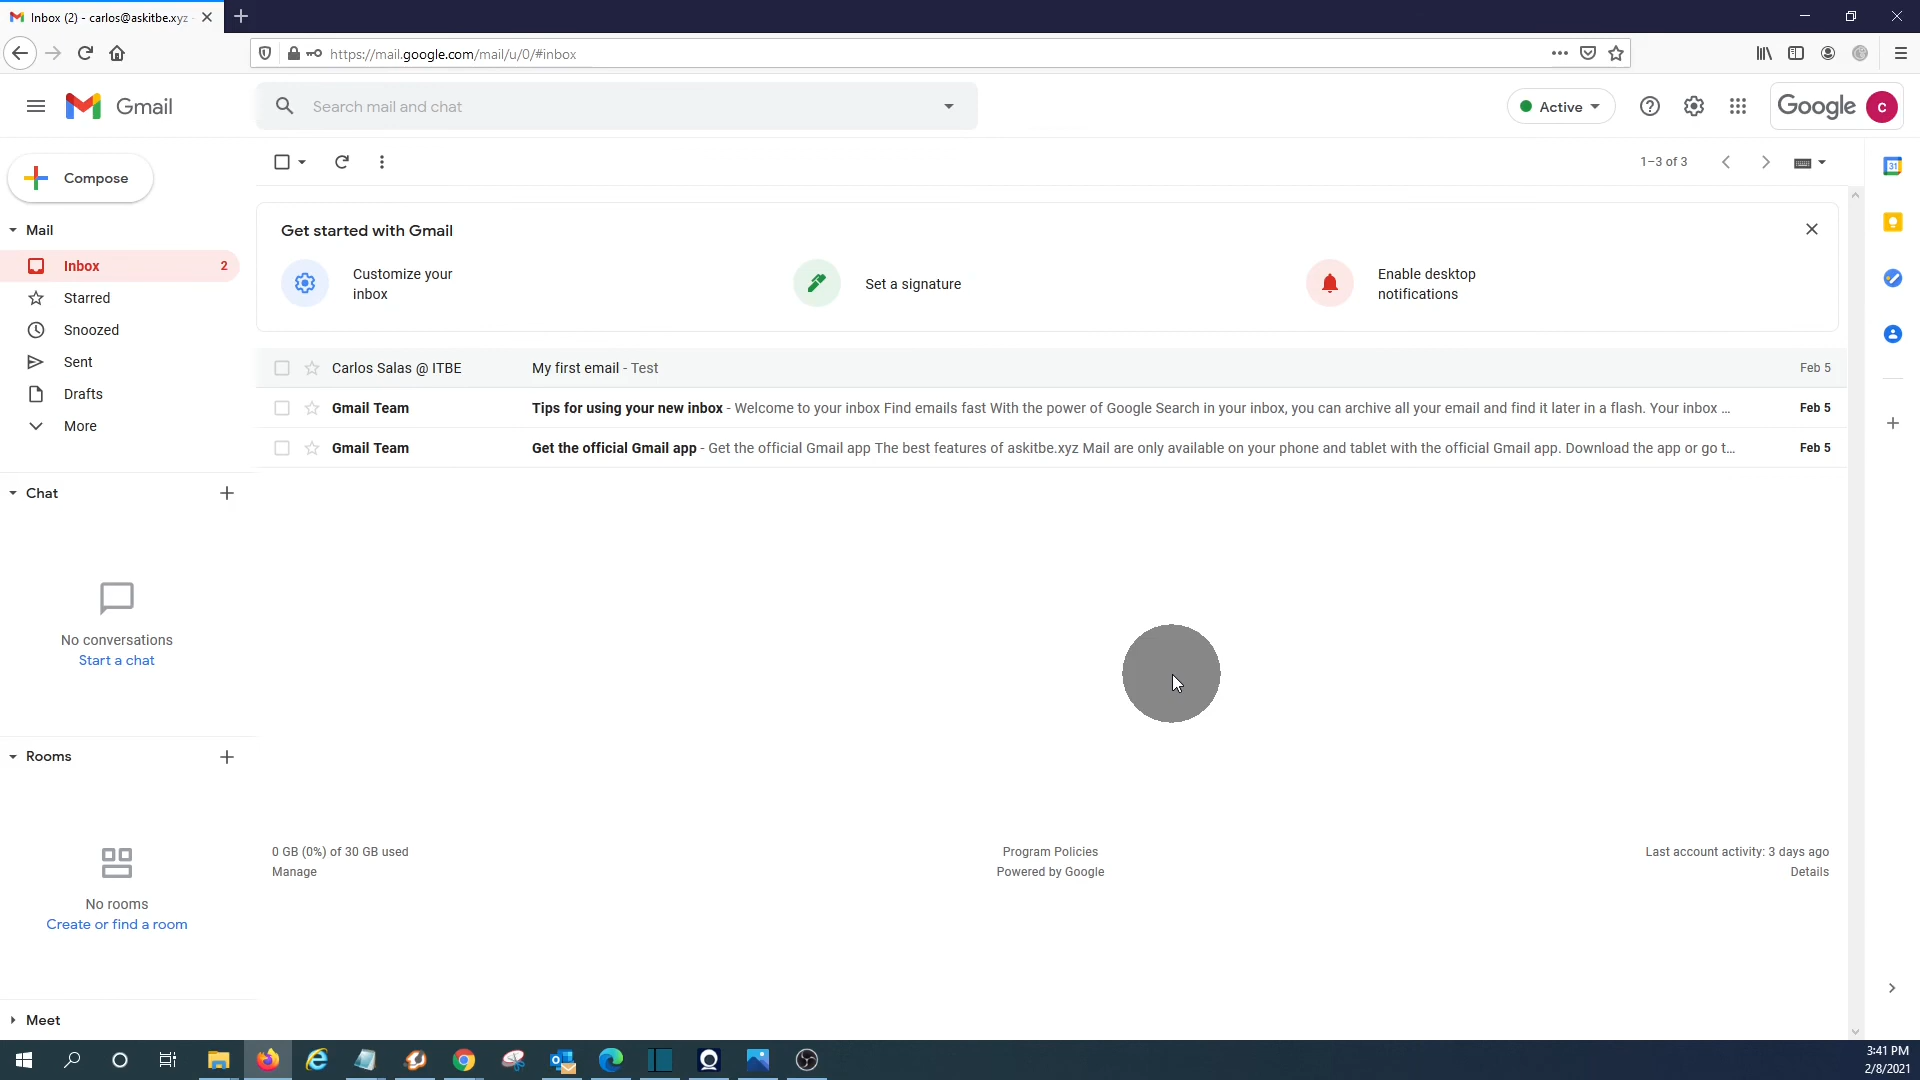 Inbox (2) - carlos@askitbe.xyz
https://mail.google.com/mail/u/0/#inbox
Gmail
Search mail and chat
Active
Google
C
Compose
1–3 of 3
31
Mail
Get started with Gmail
Customize your
inbox
Set a signature
Enable desktop
notifications
Inbox 2
Starred
Snoozed
Sent
Drafts
More
Carlos Salas @ ITBE My first email - Test Feb 5
Gmail Team Tips for using your new inbox - Welcome to your inbox Find emails fast With the power of Google Search in your inbox, you can archive all your email and find it later in a flash. Your inbox ... Feb 5
Gmail Team Get the official Gmail app - Get the official Gmail app The best features of askitbe.xyz Mail are only available on your phone and tablet with the official Gmail app. Download the app or go t... Feb 5
Chat
No conversations
Start a chat
Rooms
No rooms
Create or find a room
Meet
0 GB (0%) of 30 GB used
Manage
Program Policies
Powered by Google
Last account activity: 3 days ago
Details
3:41 PM
2/8/2021